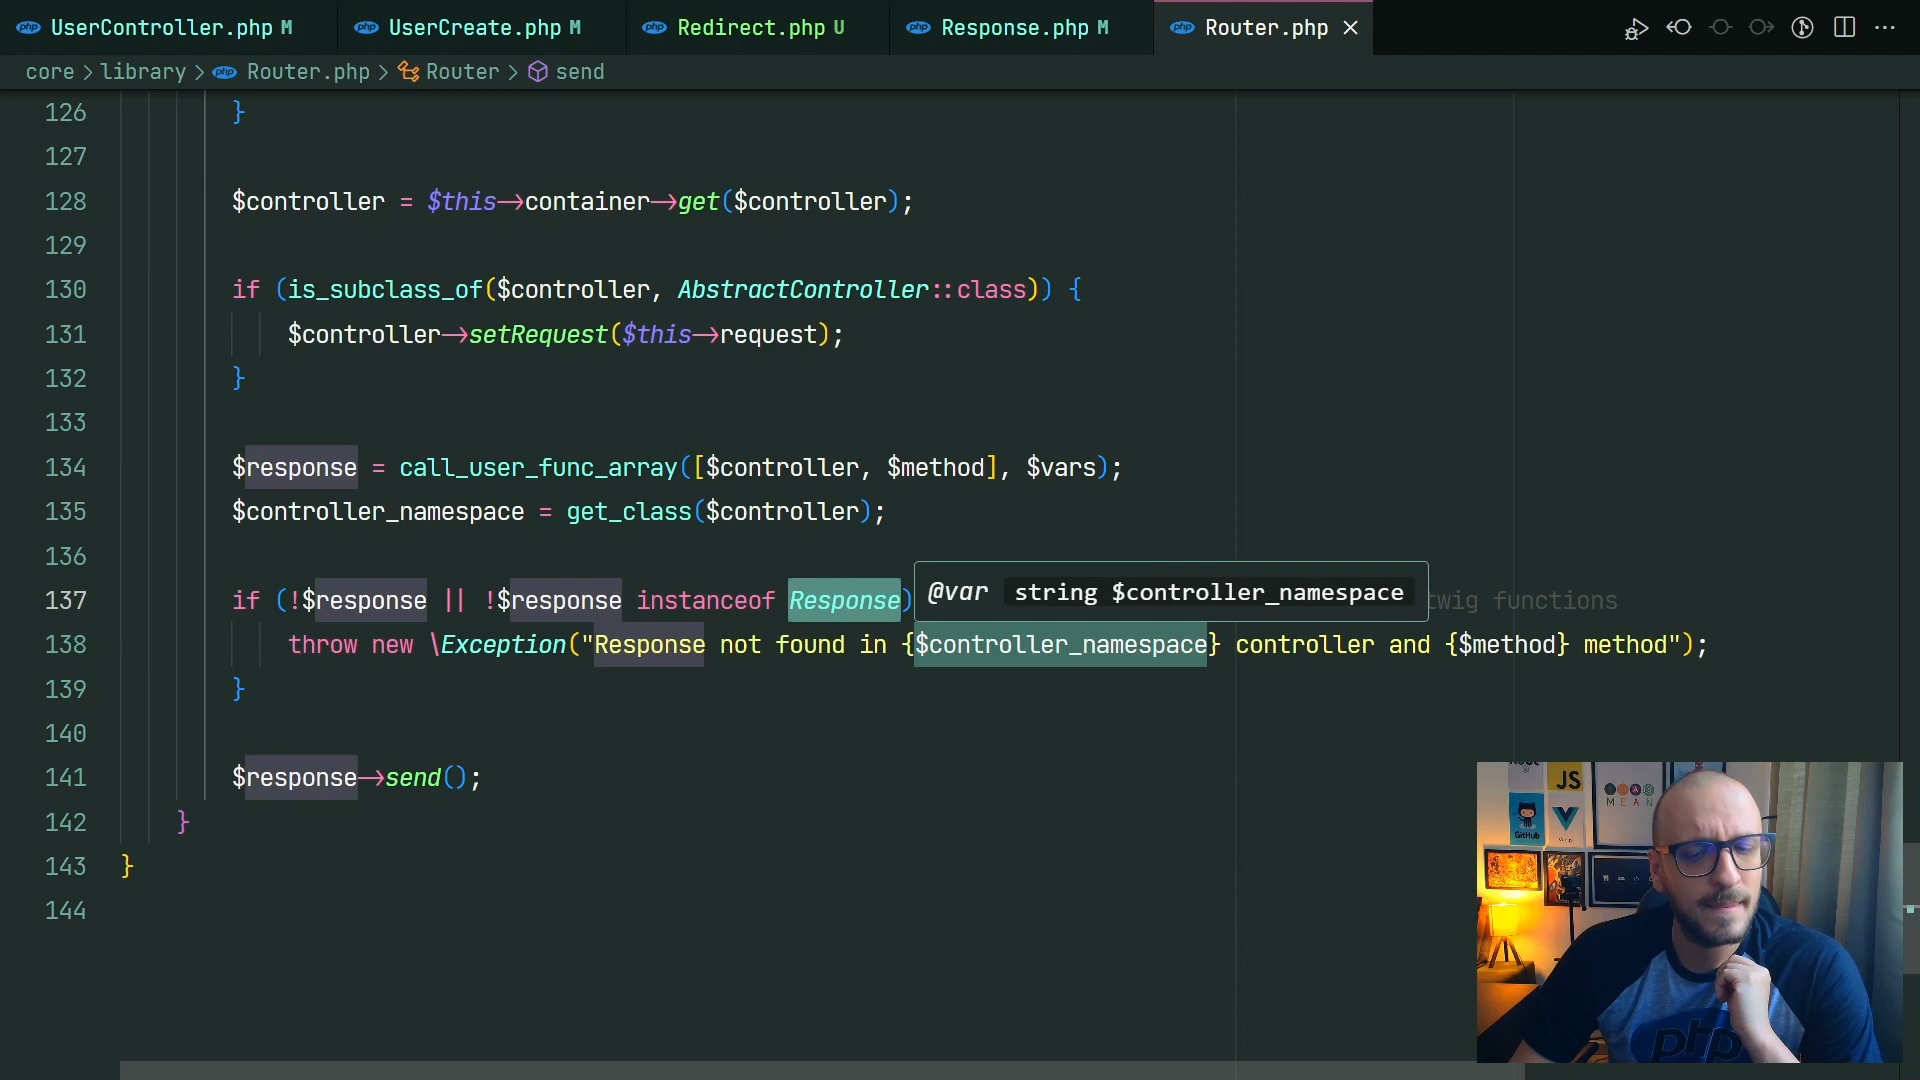 UserController.php M UserCreate.php M Redirect.php U Response.php M Router.php
core > library > Router.php > Router > send
126 }
127
128 $controller = $this->container->get($controller);
129
130 if (is_subclass_of($controller, AbstractController::class)) {
131 $controller->setRequest($this->request);
132 }
133
134 $response = call_user_func_array([$controller, $method], $vars);
135 $controller_namespace = get_class($controller);
136
@var string $controller_namespace
137 if (!$response || !$response instanceof Response) twig functions
138 throw new \Exception("Response not found in {$controller_namespace} controller and {$method} method");
139 }
140
141 $response->send();
142 }
143 }
144
JS
MEAN
GitHub
php